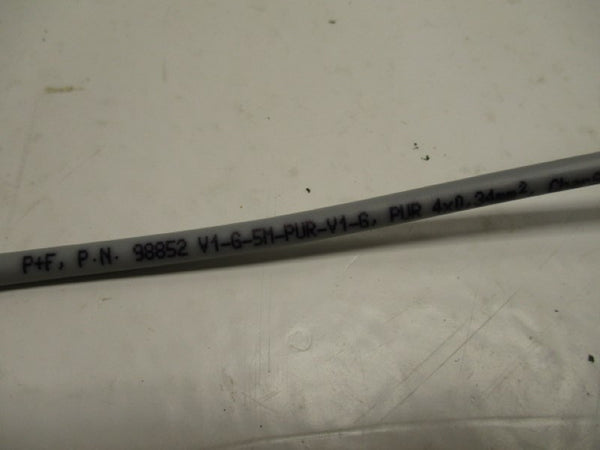 P+F, P.N. 98852 V1-G-5M-PUR-V1-G, PUR 4x0.34mm²,